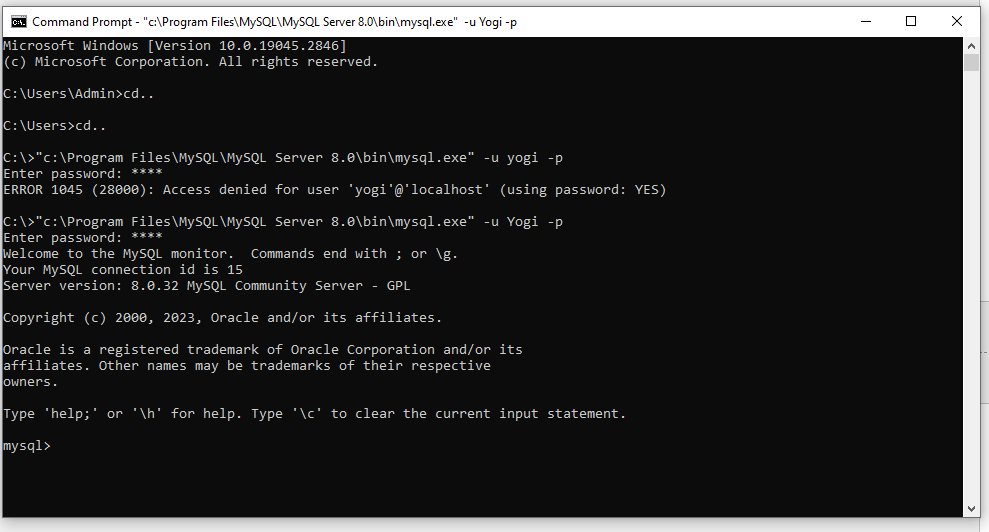 Command Prompt - "c:\Program Files\MySQL\MySQL Server 8.0\bin\mysql.exe" -u Yogi -p
Microsoft Windows [Version 10.0.19045.2846]
(c) Microsoft Corporation. All rights reserved.
C:\Users\Admin>cd..
C:\Users>cd..
C:\>"c:\Program Files\MySQL\MySQL Server 8.0\bin\mysql.exe" -u yogi -p
Enter password: ****
ERROR 1045 (28000): Access denied for user 'yogi'@'localhost' (using password: YES)
C:\>"c:\Program Files\MySQL\MySQL Server 8.0\bin\mysql.exe" -u Yogi -p
Enter password: ****
Welcome to the MySQL monitor.  Commands end with ; or \g.
Your MySQL connection id is 15
Server version: 8.0.32 MySQL Community Server - GPL
Copyright (c) 2000, 2023, Oracle and/or its affiliates.
Oracle is a registered trademark of Oracle Corporation and/or its
affiliates. Other names may be trademarks of their respective
owners.
Type 'help;' or '\h' for help. Type '\c' to clear the current input statement.
mysql>